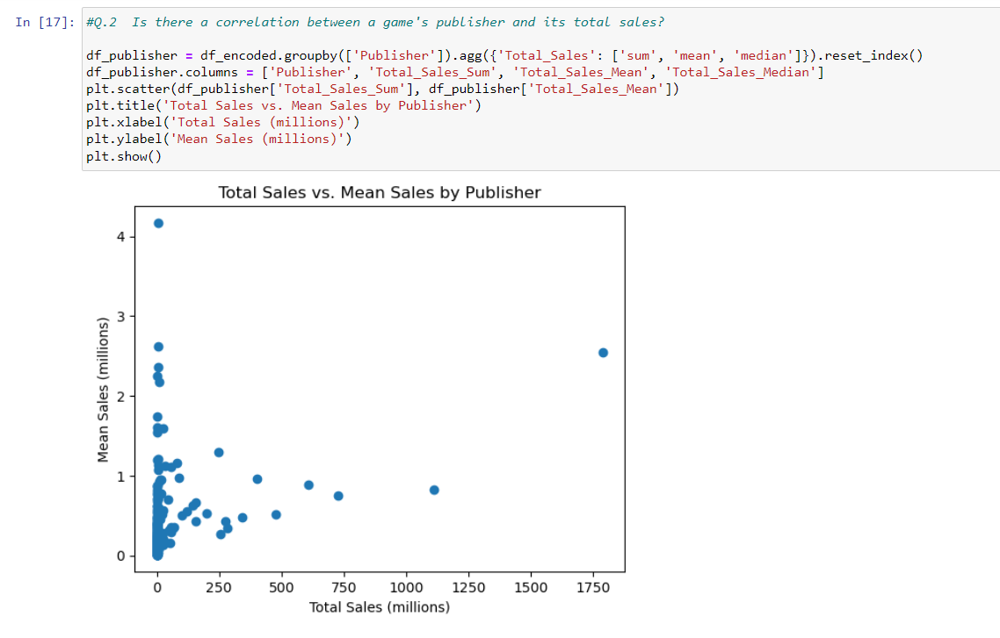 In [17]: #Q.2  Is there a correlation between a game's publisher and its total sales?
df_publisher = df_encoded.groupby(['Publisher']).agg({'Total_Sales': ['sum', 'mean', 'median']}).reset_index()
df_publisher.columns = ['Publisher', 'Total_Sales_Sum', 'Total_Sales_Mean', 'Total_Sales_Median']
plt.scatter(df_publisher['Total_Sales_Sum'], df_publisher['Total_Sales_Mean'])
plt.title('Total Sales vs. Mean Sales by Publisher')
plt.xlabel('Total Sales (millions)')
plt.ylabel('Mean Sales (millions)')
plt.show()
Total Sales vs. Mean Sales by Publisher
Mean Sales (millions)
4
3
2
1
0
0 250 500 750 1000 1250 1500 1750
Total Sales (millions)